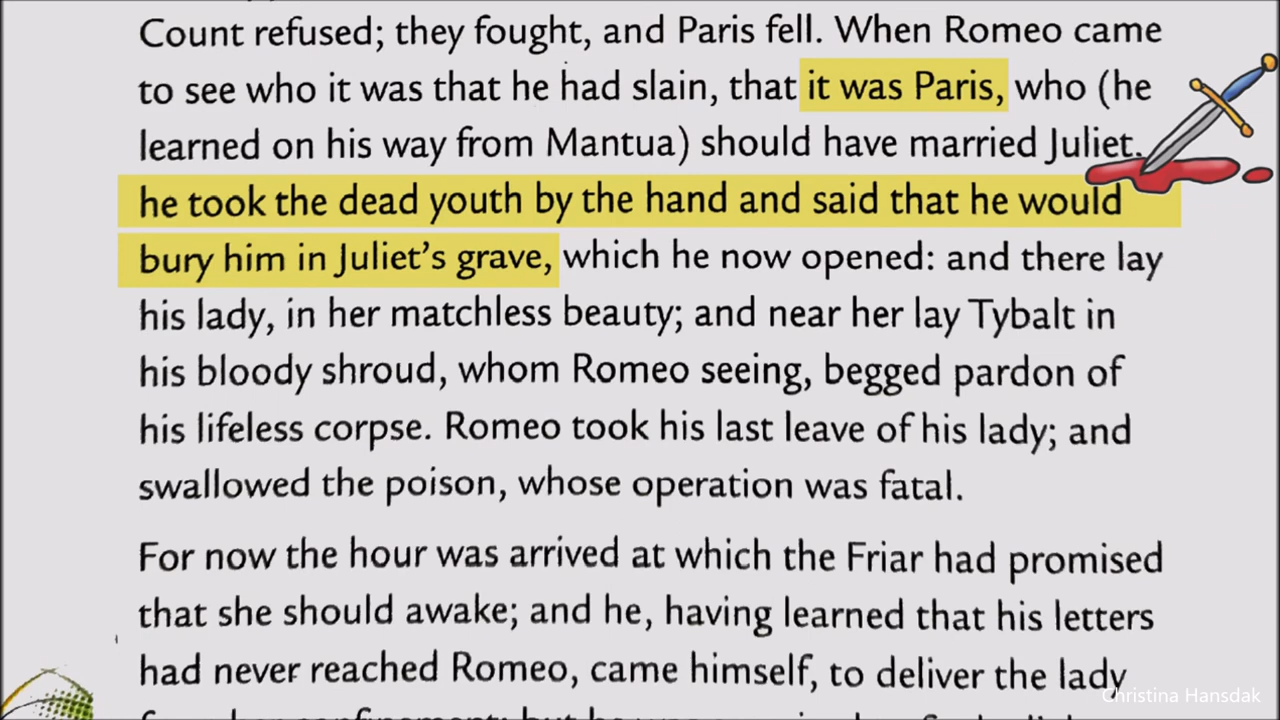 Count refused; they fought, and Paris fell. When Romeo came
to see who it was that he had slain, that it was Paris, who (he
learned on his way from Mantua) should have married Juliet.
he took the dead youth by the hand and said that he would
bury him in Juliet's grave, which he now opened: and there lay
his lady, in her matchless beauty; and near her lay Tybalt in
his bloody shroud, whom Romeo seeing, begged pardon of
his lifeless corpse. Romeo took his last leave of his lady; and
swallowed the poison, whose operation was fatal.
For now the hour was arrived at which the Friar had promised
that she should awake; and he, having learned that his letters
had never reached Romeo, came himself, to deliver the lady
Christina Hansdak